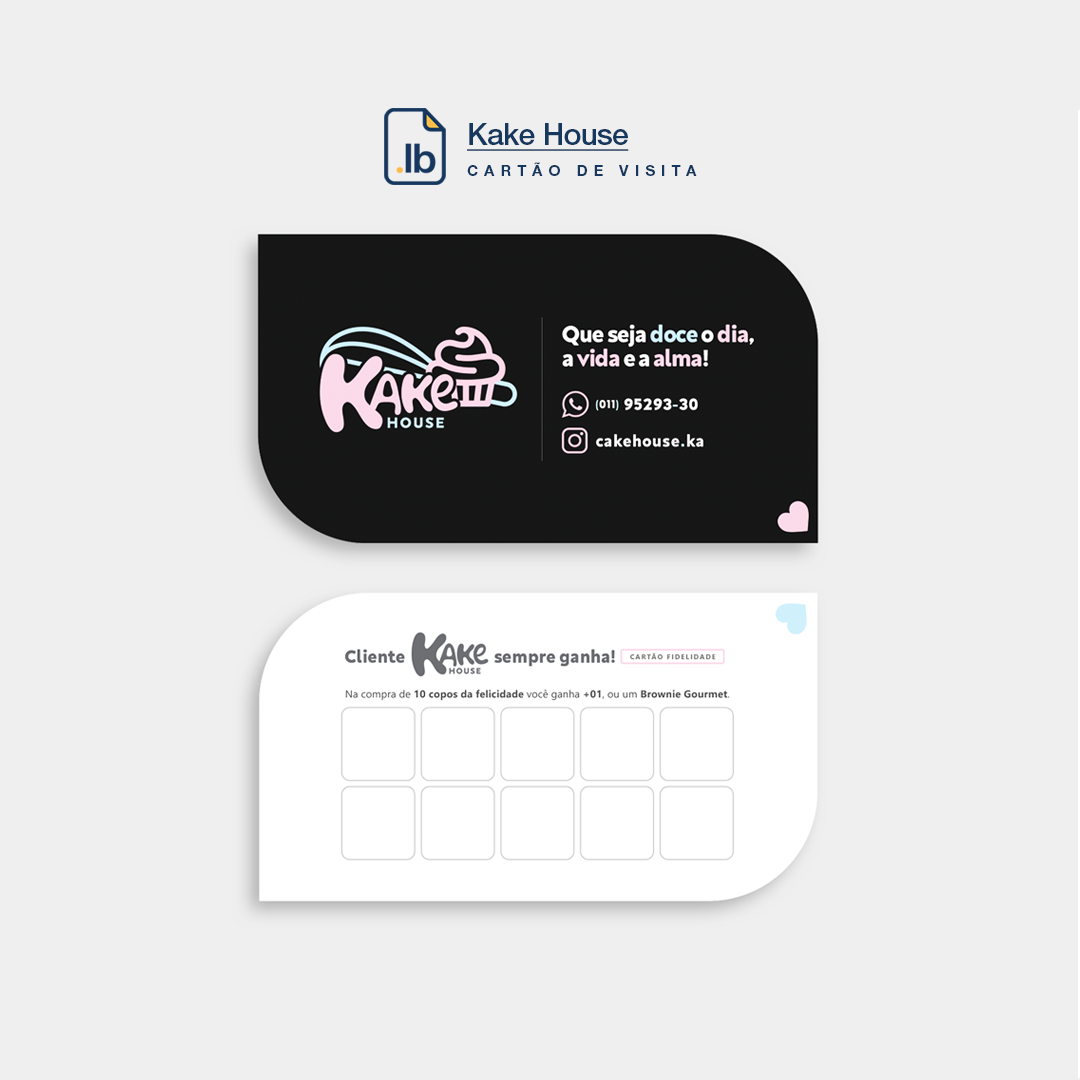 .lb
Kake House
CARTÃO DE VISITA
KAKE
HOUSE
Que seja doce o dia,
a vida e a alma!
(011) 95293-30
cakehouse.ka
Cliente KAKE HOUSE sempre ganha! CARTÃO FIDELIDADE
Na compra de 10 copos da felicidade você ganha +01, ou um Brownie Gourmet.